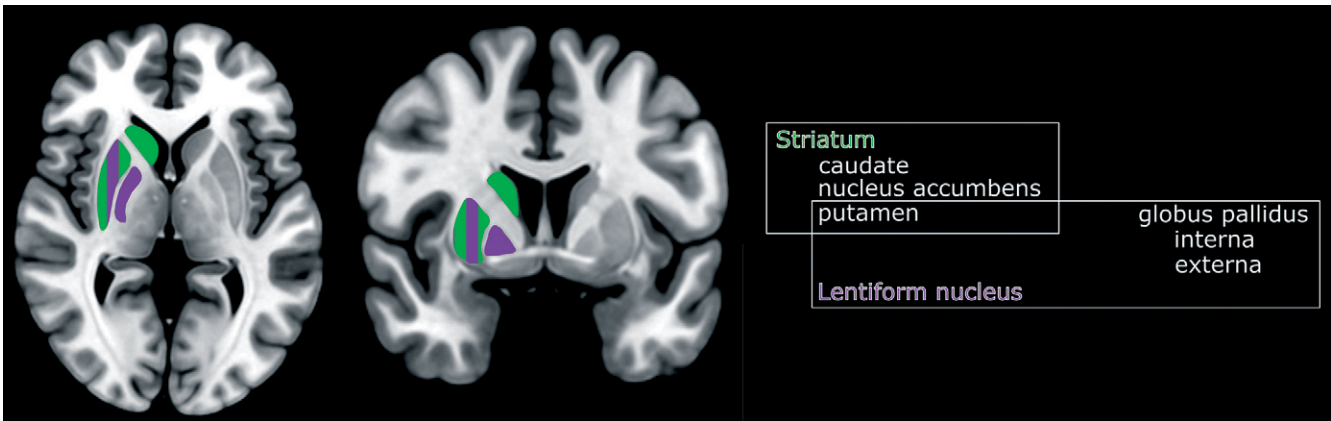 Striatum
caudate
nucleus accumbens
putamen
globus pallidus
interna
externa
Lentiform nucleus